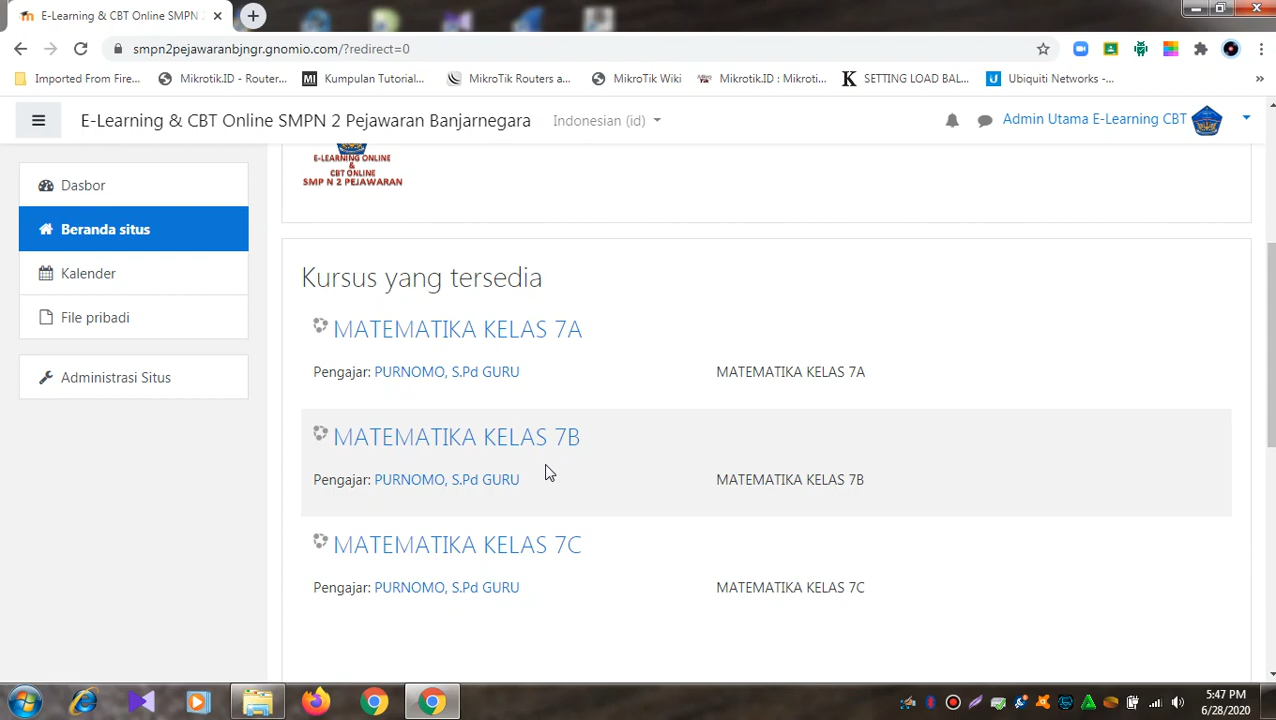 E-Learning & CBT Online SMPN 2
smpn2pejawaranbjngr.gnomio.com/?redirect=0
Imported From Fire...
Mikrotik.ID - Router...
Kumpulan Tutorial...
MikroTik Routers a...
MikroTik Wiki
Mikrotik.ID : Mikroti...
SETTING LOAD BAL...
Ubiquiti Networks -...
E-Learning & CBT Online SMPN 2 Pejawaran Banjarnegara
Indonesian (id)
Admin Utama E-Learning CBT
Dasbor
Beranda situs
Kalender
File pribadi
Administrasi Situs
E-LEARNING ONLINE
&
CBT ONLINE
SMP N 2 PEJAWARAN
Kursus yang tersedia
MATEMATIKA KELAS 7A
Pengajar: PURNOMO, S.Pd GURU
MATEMATIKA KELAS 7A
MATEMATIKA KELAS 7B
Pengajar: PURNOMO, S.Pd GURU
MATEMATIKA KELAS 7B
MATEMATIKA KELAS 7C
Pengajar: PURNOMO, S.Pd GURU
MATEMATIKA KELAS 7C
5:47 PM
6/28/2020